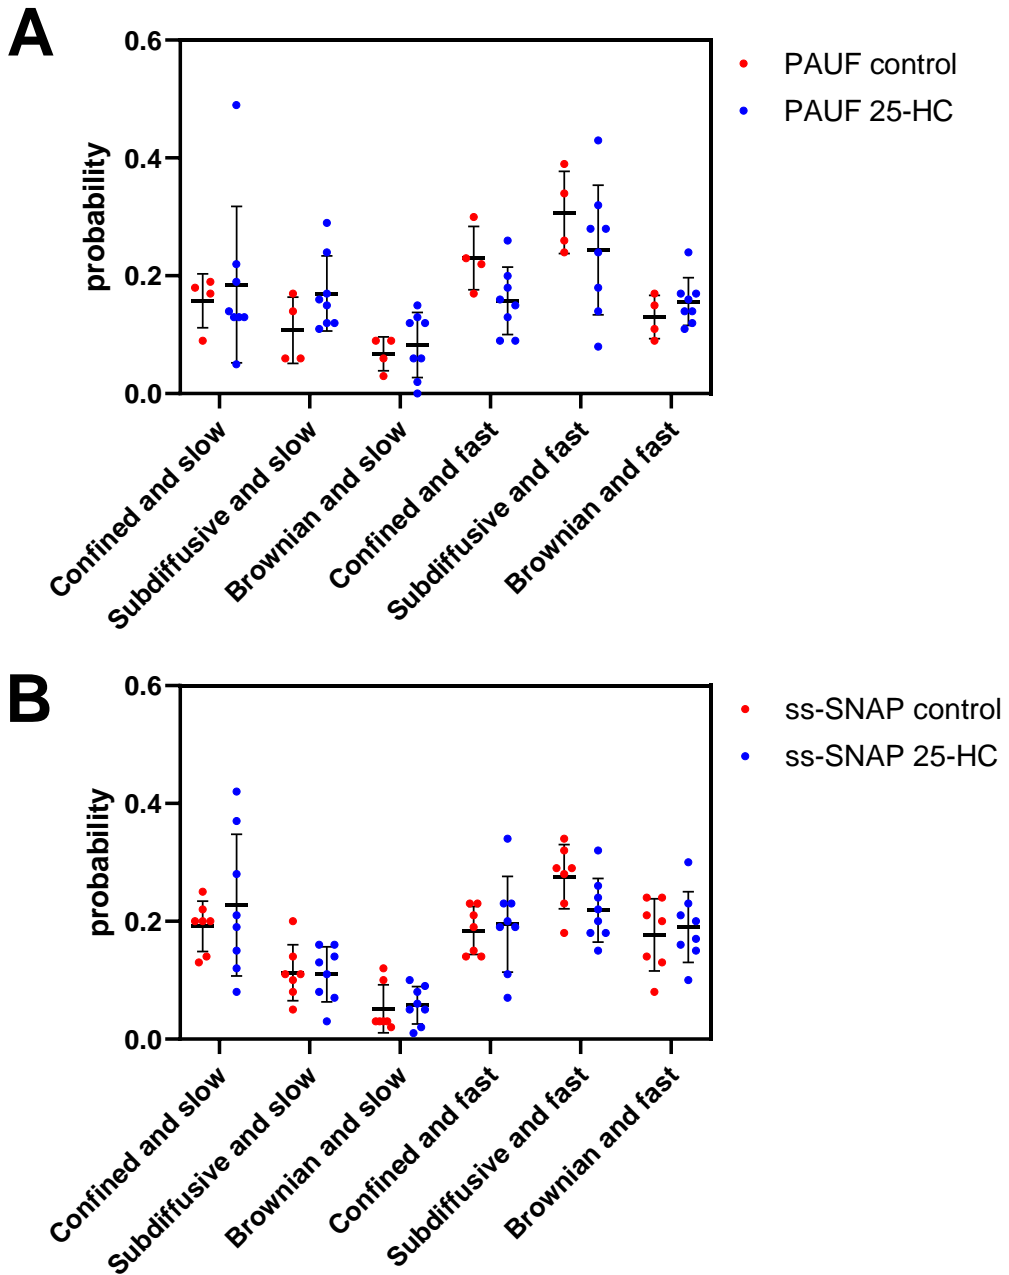 A
0.6
0.4
0.2
0.0
probability
PAUF control
PAUF 25-HC
Confined and slow
Subdiffusive and slow
Brownian and slow
Confined and fast
Subdiffusive and fast
Brownian and fast
B
0.6
0.4
0.2
0.0
probability
ss-SNAP control
ss-SNAP 25-HC
Confined and slow
Subdiffusive and slow
Brownian and slow
Confined and fast
Subdiffusive and fast
Brownian and fast